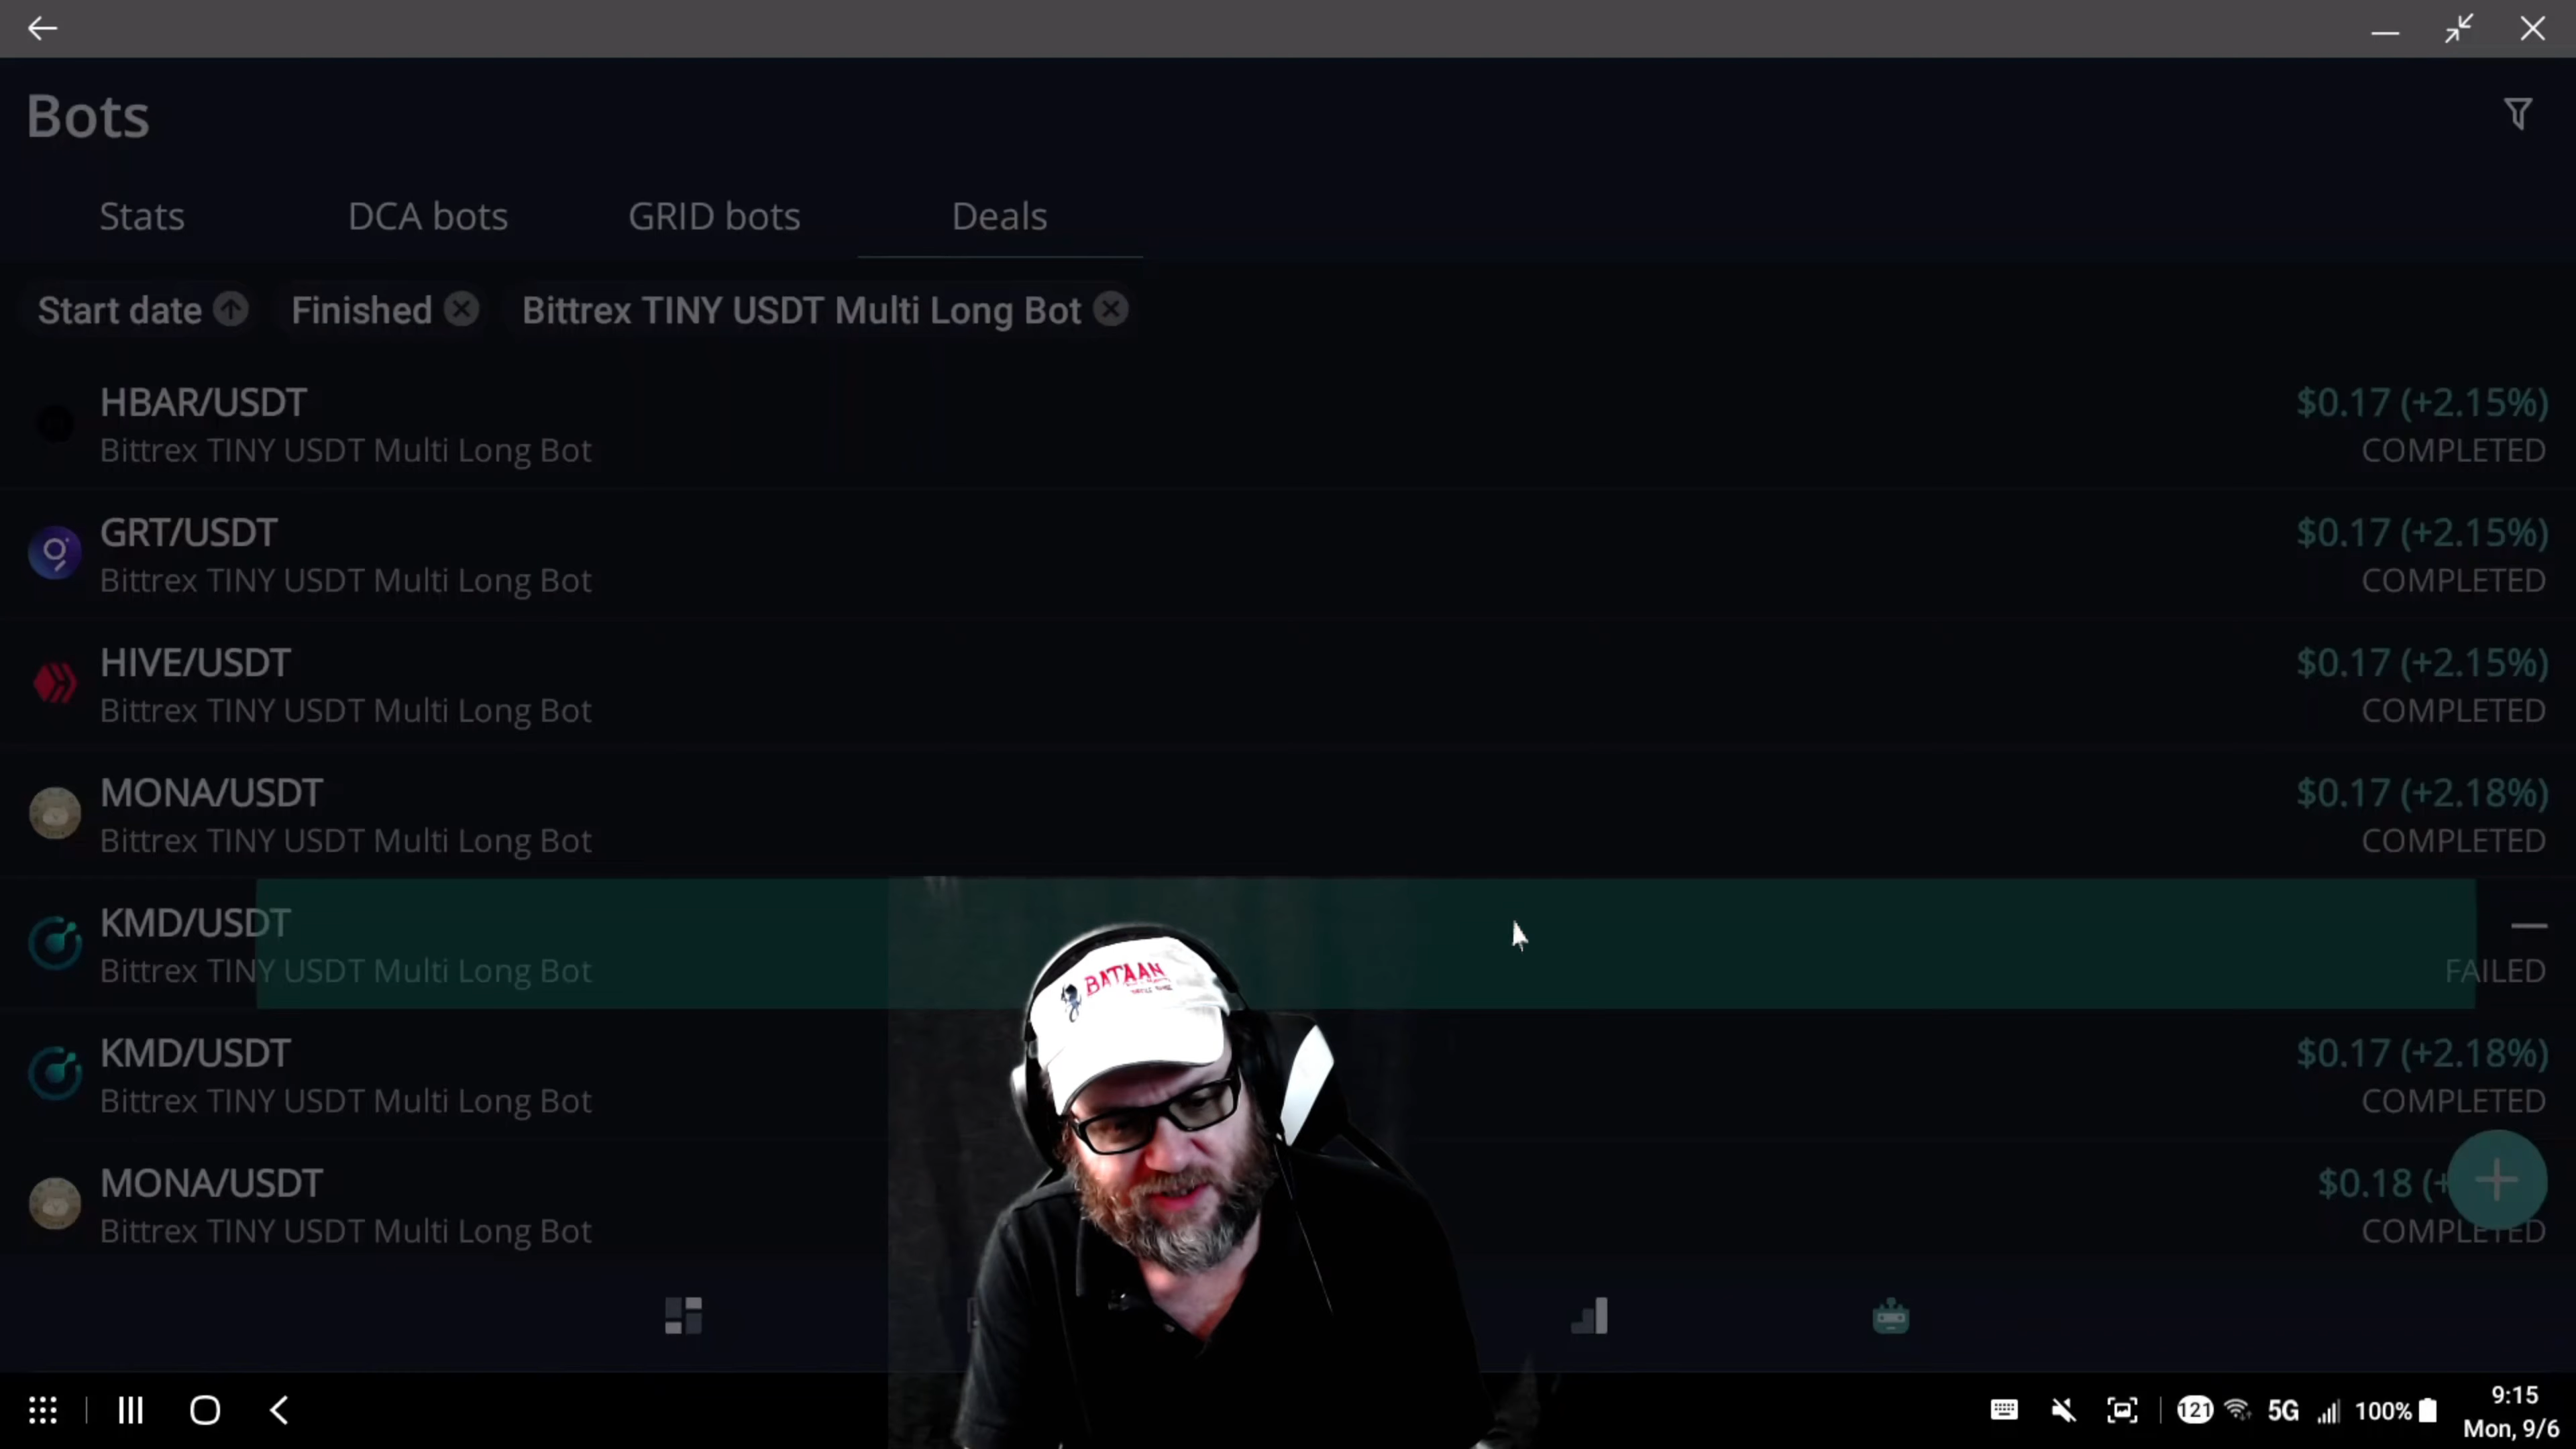 Bots
Stats DCA bots GRID bots Deals
Start date Finished Bittrex TINY USDT Multi Long Bot
HBAR/USDT $0.17 (+2.15%)
Bittrex TINY USDT Multi Long Bot COMPLETED
GRT/USDT $0.17 (+2.15%)
Bittrex TINY USDT Multi Long Bot COMPLETED
HIVE/USDT $0.17 (+2.15%)
Bittrex TINY USDT Multi Long Bot COMPLETED
MONA/USDT $0.17 (+2.18%)
Bittrex TINY USDT Multi Long Bot COMPLETED
KMD/USDT —
Bittrex TINY USDT Multi Long Bot FAILED
BATAAN
KMD/USDT $0.17 (+2.18%)
Bittrex TINY USDT Multi Long Bot COMPLETED
MONA/USDT $0.18 (+
Bittrex TINY USDT Multi Long Bot COMPLETED
121 5G 100% 9:15
Mon, 9/6